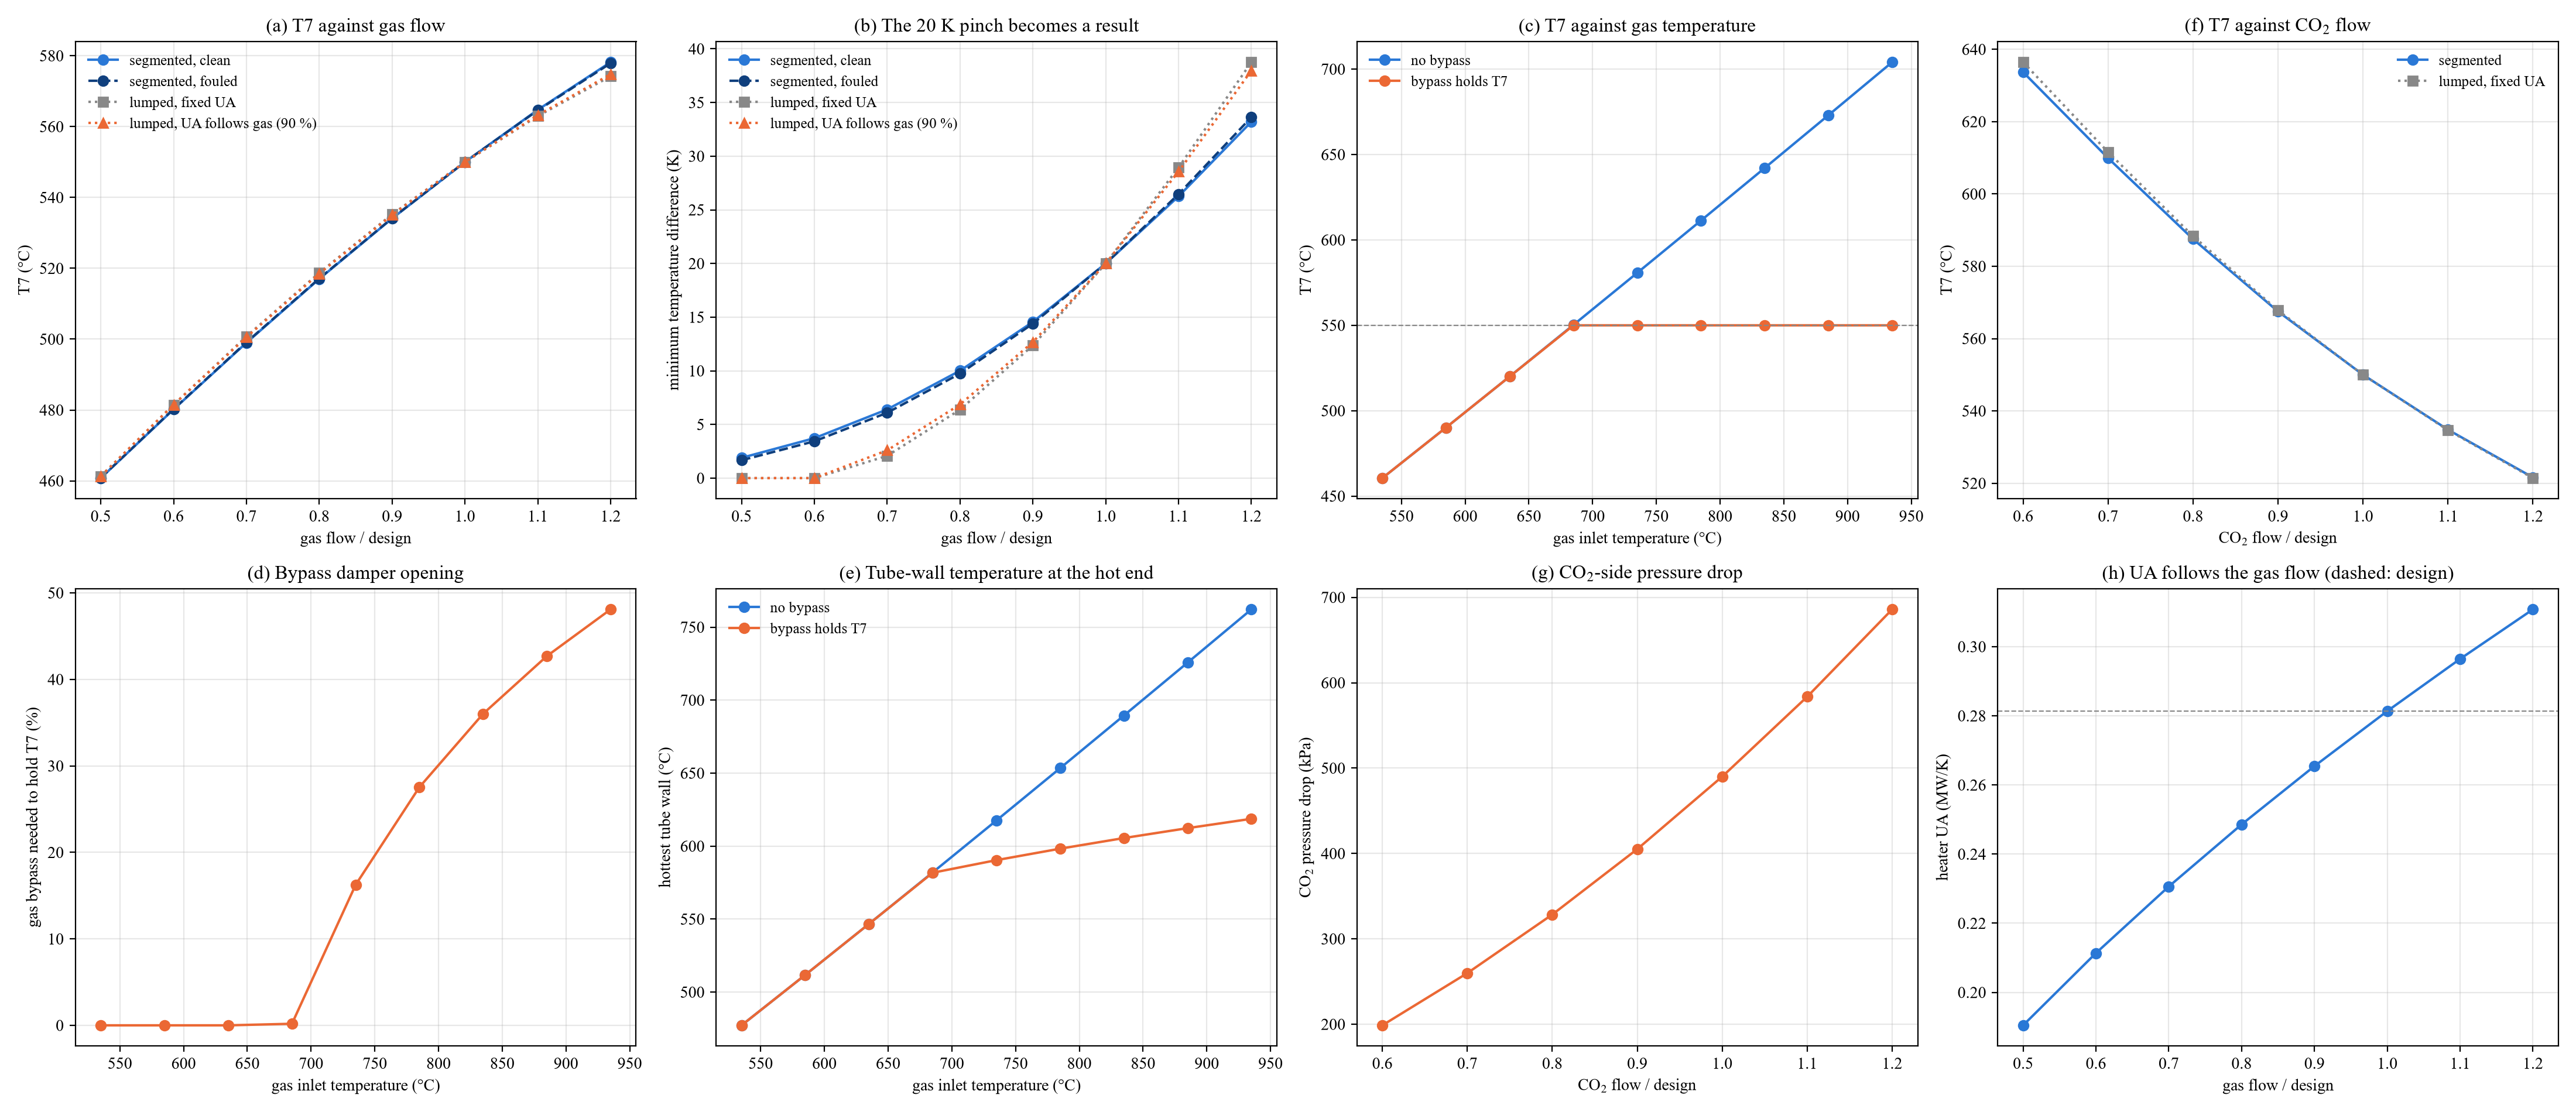 (a) T7 against gas flow
segmented, clean
segmented, fouled
lumped, fixed UA
lumped, UA follows gas (90 %)
T7 (°C)
580
560
540
520
500
480
460
0.5 0.6 0.7 0.8 0.9 1.0 1.1 1.2
gas flow / design
(b) The 20 K pinch becomes a result
segmented, clean
segmented, fouled
lumped, fixed UA
lumped, UA follows gas (90 %)
minimum temperature difference (K)
40
35
30
25
20
15
10
5
0
0.5 0.6 0.7 0.8 0.9 1.0 1.1 1.2
gas flow / design
(c) T7 against gas temperature
no bypass
bypass holds T7
T7 (°C)
700
650
600
550
500
450
550 600 650 700 750 800 850 900 950
gas inlet temperature (°C)
(f) T7 against CO₂ flow
segmented
lumped, fixed UA
T7 (°C)
640
620
600
580
560
540
520
0.6 0.7 0.8 0.9 1.0 1.1 1.2
CO₂ flow / design
(d) Bypass damper opening
gas bypass needed to hold T7 (%)
50
40
30
20
10
0
550 600 650 700 750 800 850 900 950
gas inlet temperature (°C)
(e) Tube-wall temperature at the hot end
no bypass
bypass holds T7
hottest tube wall (°C)
750
700
650
600
550
500
550 600 650 700 750 800 850 900 950
gas inlet temperature (°C)
(g) CO₂-side pressure drop
CO₂ pressure drop (kPa)
700
600
500
400
300
200
0.6 0.7 0.8 0.9 1.0 1.1 1.2
CO₂ flow / design
(h) UA follows the gas flow (dashed: design)
heater UA (MW/K)
0.30
0.28
0.26
0.24
0.22
0.20
0.5 0.6 0.7 0.8 0.9 1.0 1.1 1.2
gas flow / design